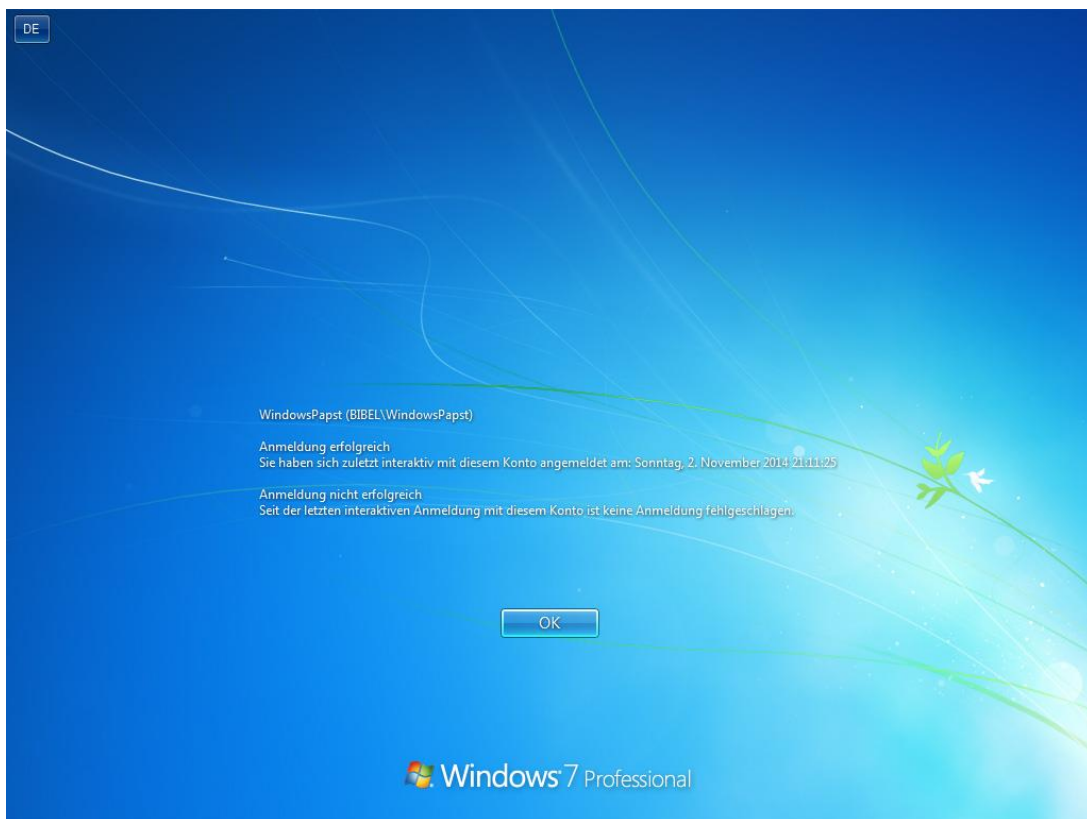 DE
WindowsPapst (BIBEL\WindowsPapst)
Anmeldung erfolgreich
Sie haben sich zuletzt interaktiv mit diesem Konto angemeldet am: Sonntag, 2. November 2014 21:11:25
Anmeldung nicht erfolgreich
Seit der letzten interaktiven Anmeldung mit diesem Konto ist keine Anmeldung fehlgeschlagen.
OK
Windows 7 Professional